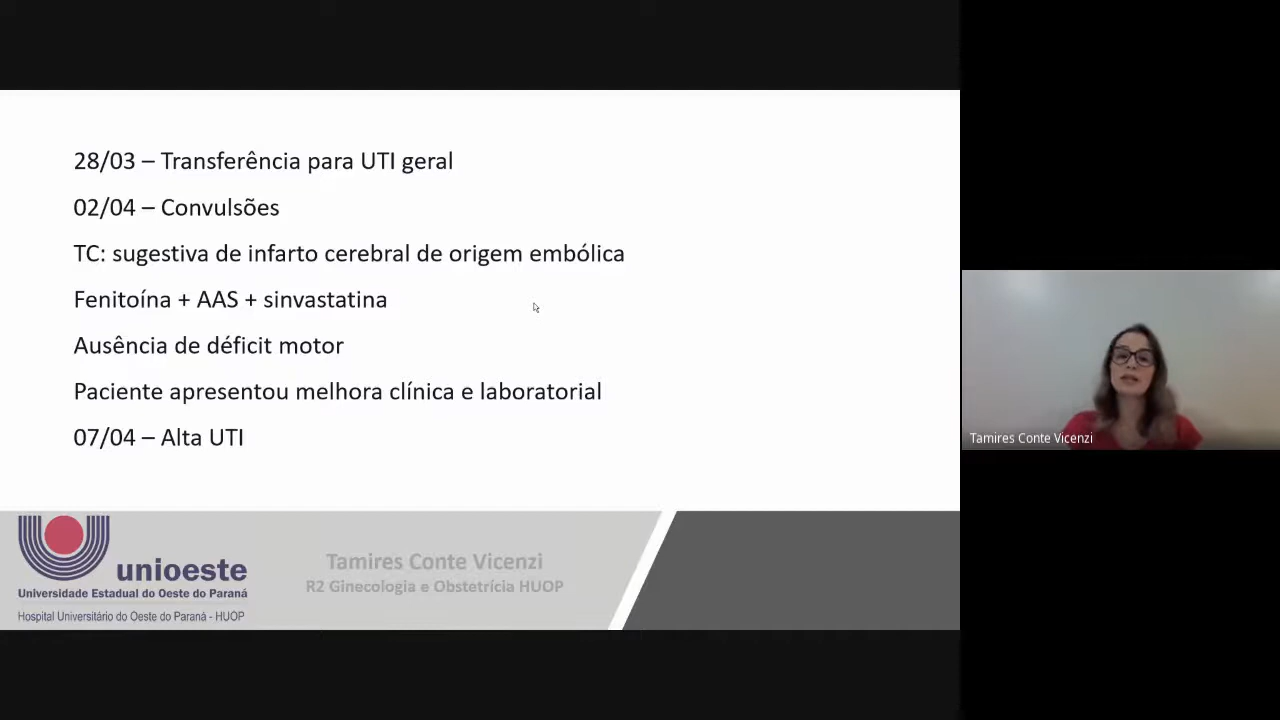 28/03 – Transferência para UTI geral
02/04 – Convulsões
TC: sugestiva de infarto cerebral de origem embólica
Fenitoína + AAS + sinvastatina
Ausência de déficit motor
Paciente apresentou melhora clínica e laboratorial
07/04 – Alta UTI
Tamires Conte Vicenzi
unioeste
Universidade Estadual do Oeste do Paraná
Hospital Universitário do Oeste do Paraná - HUOP
Tamires Conte Vicenzi
R2 Ginecologia e Obstetrícia HUOP